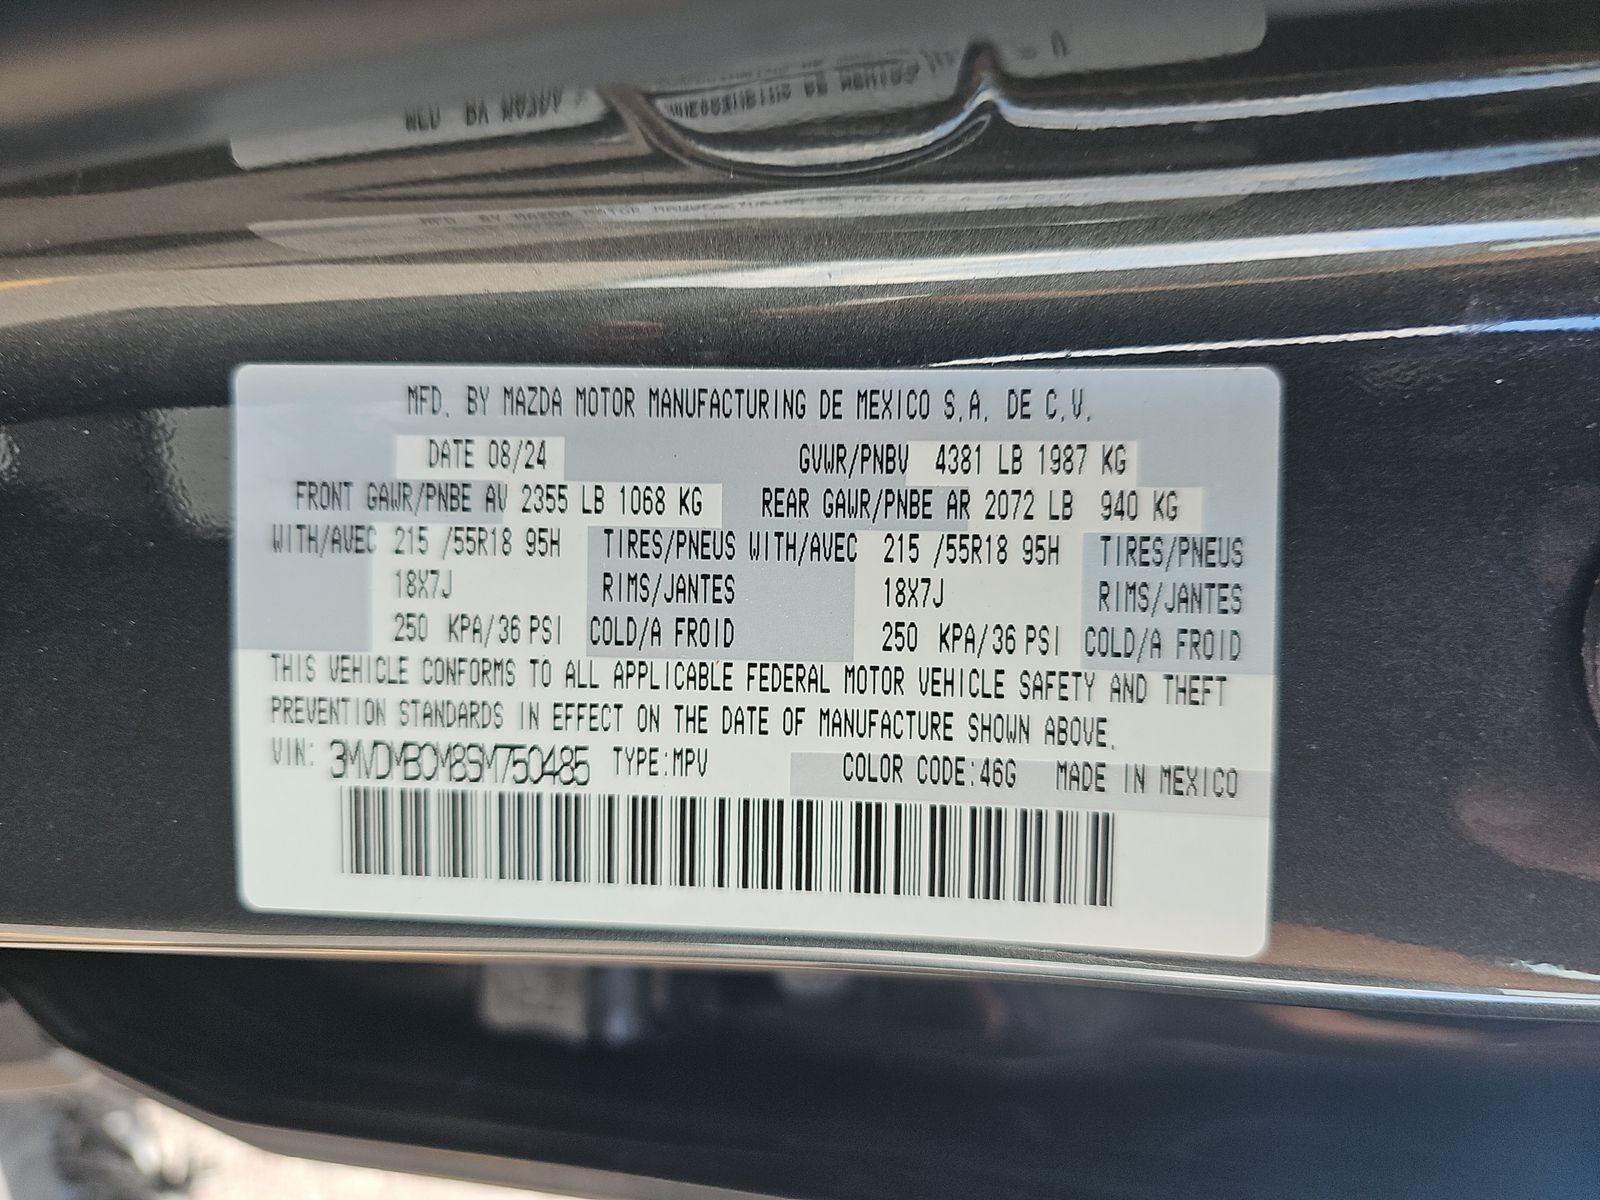 MFD. BY MAZDA MOTOR MANUFACTURING DE MEXICO S.A. DE C.V.
DATE 08/24 GVWR/PNBV 4381 LB 1987 KG
FRONT GAWR/PNBE AV 2355 LB 1068 KG REAR GAWR/PNBE AR 2072 LB 940 KG
WITH/AVEC 215 /55R18 95H TIRES/PNEUS WITH/AVEC 215 /55R18 95H TIRES/PNEUS
18X7J RIMS/JANTES 18X7J RIMS/JANTES
250 KPA/36 PSI COLD/A FROID 250 KPA/36 PSI COLD/A FROID
THIS VEHICLE CONFORMS TO ALL APPLICABLE FEDERAL MOTOR VEHICLE SAFETY AND THEFT
PREVENTION STANDARDS IN EFFECT ON THE DATE OF MANUFACTURE SHOWN ABOVE.
VIN: 3MVDMBCM8SM750485 TYPE:MPV COLOR CODE:46G MADE IN MEXICO